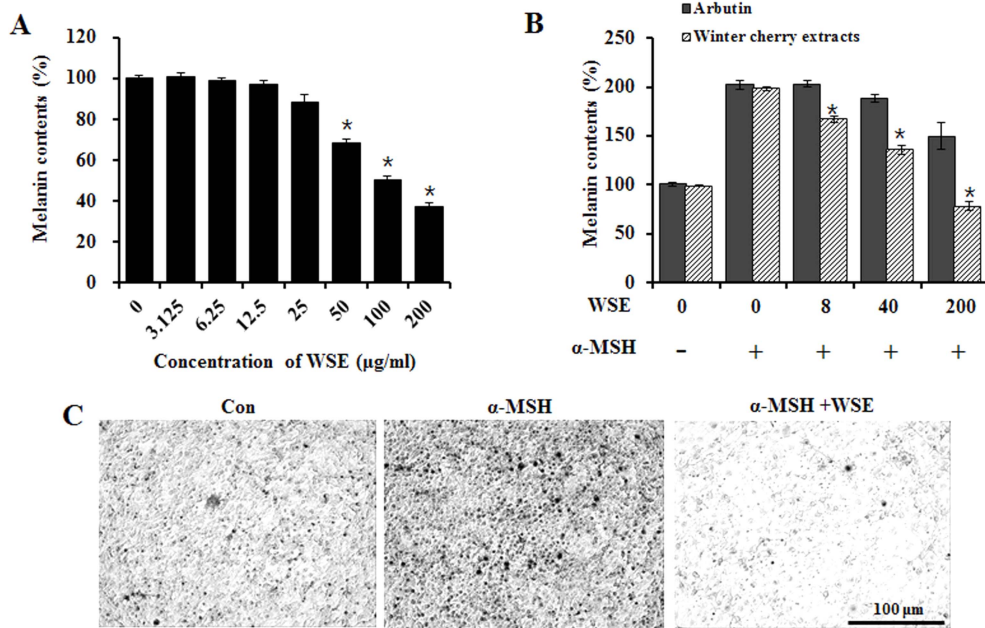 A
Melanin contents (%)
120
100
80
60
40
20
0
*
*
*
0 3.125 6.25 12.5 25 50 100 200
Concentration of WSE (μg/ml)
B
Arbutin
Winter cherry extracts
Melanin contents (%)
250
200
150
100
50
0
*
*
*
WSE 0 0 8 40 200
α-MSH - + + + +
C
Con α-MSH α-MSH +WSE
100 μm